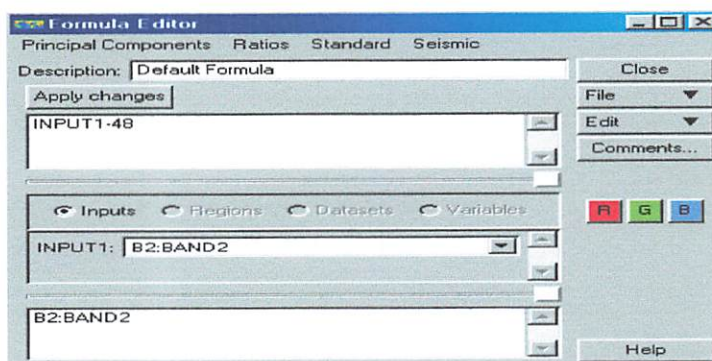 Formula Editor
Principal Components Ratios Standard Seismic
Description: Default Formula
Close
Apply changes
File
INPUT1-48
Edit
Comments...
Inputs Regions Datasets Variables
R G B
INPUT1: B2:BAND2
B2:BAND2
Help